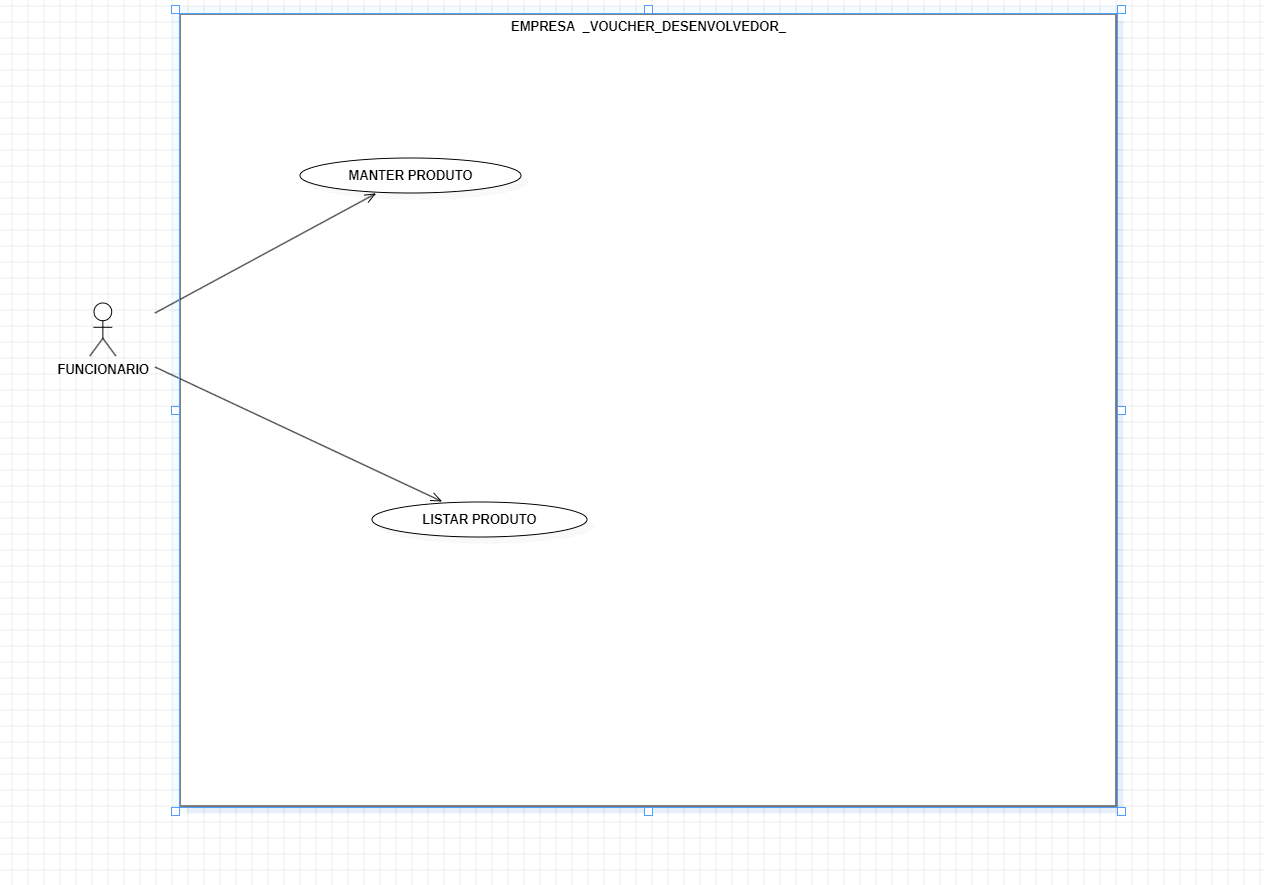 EMPRESA _VOUCHER_DESENVOLVEDOR_
MANTER PRODUTO
FUNCIONARIO
LISTAR PRODUTO